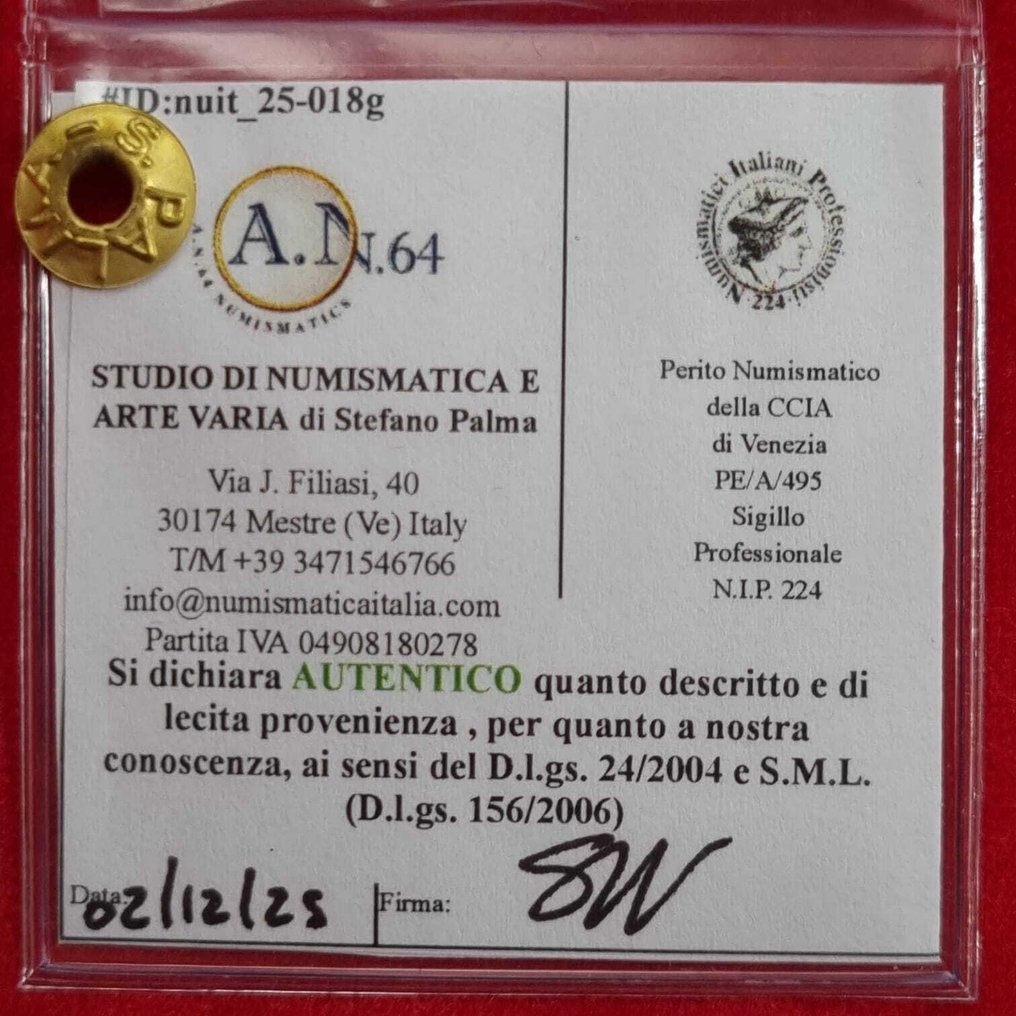 #ID:nuit_25-018g
S. PALMA
A.N.64
A.N.64 NUMISMATICS
STUDIO DI NUMISMATICA E
ARTE VARIA di Stefano Palma
Via J. Filiasi, 40
30174 Mestre (Ve) Italy
T/M +39 3471546766
info@numismaticaitalia.com
Partita IVA 04908180278
Numismatici Italiani Professionisti
224
Perito Numismatico
della CCIA
di Venezia
PE/A/495
Sigillo
Professionale
N.I.P. 224
Si dichiara AUTENTICO quanto descritto e di
lecita provenienza , per quanto a nostra
conoscenza, ai sensi del D.l.gs. 24/2004 e S.M.L.
(D.l.gs. 156/2006)
Data: 02/12/25
Firma: